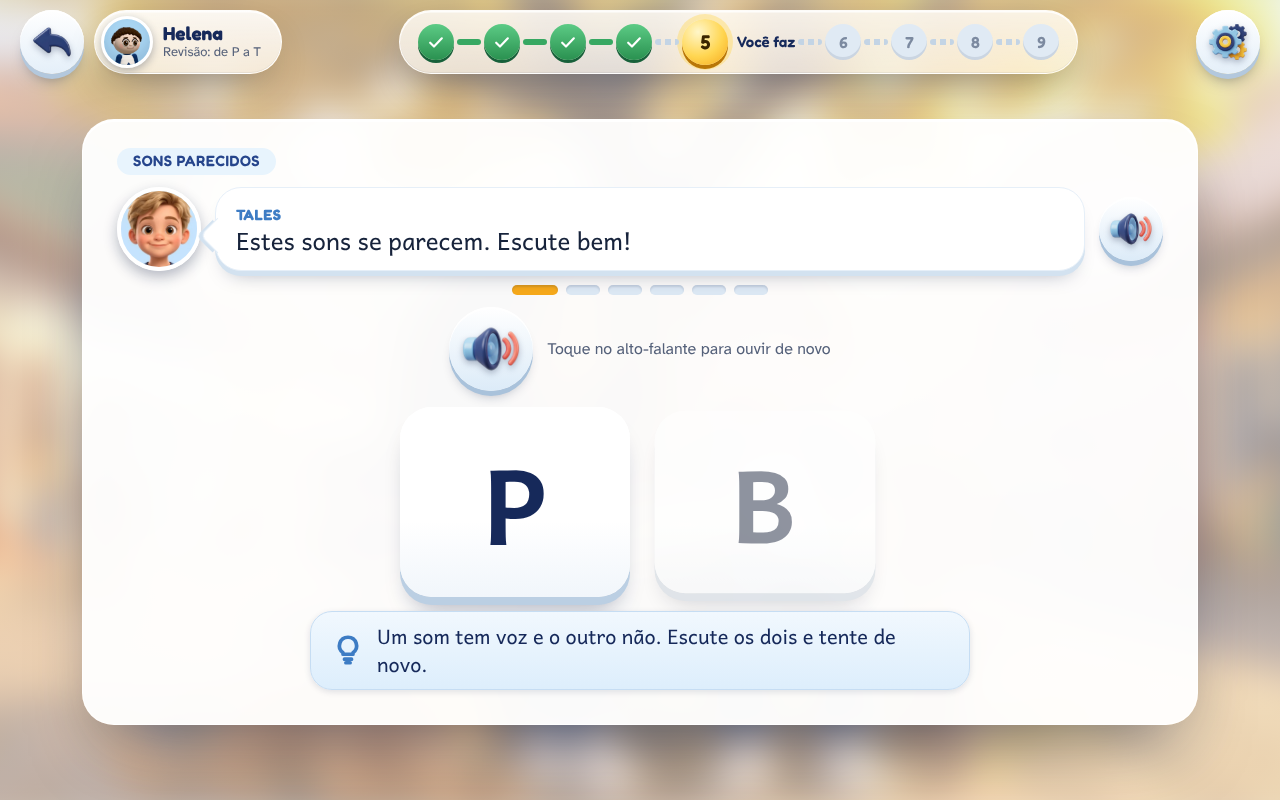 Helena
Revisão: de P a T
5
Você faz
6
7
8
9
SONS PARECIDOS
TALES
Estes sons se parecem. Escute bem!
Toque no alto-falante para ouvir de novo
P
B
Um som tem voz e o outro não. Escute os dois e tente de
novo.